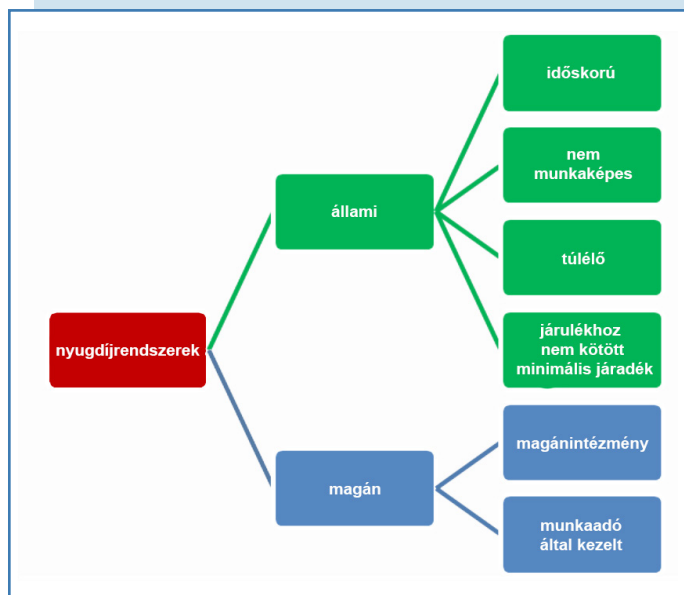 időskorú
nem
munkaképes
állami
túlélő
járulékhoz
nem kötött
minimális járadék
nyugdíjrendszerek
magánintézmény
magán
munkaadó
által kezelt